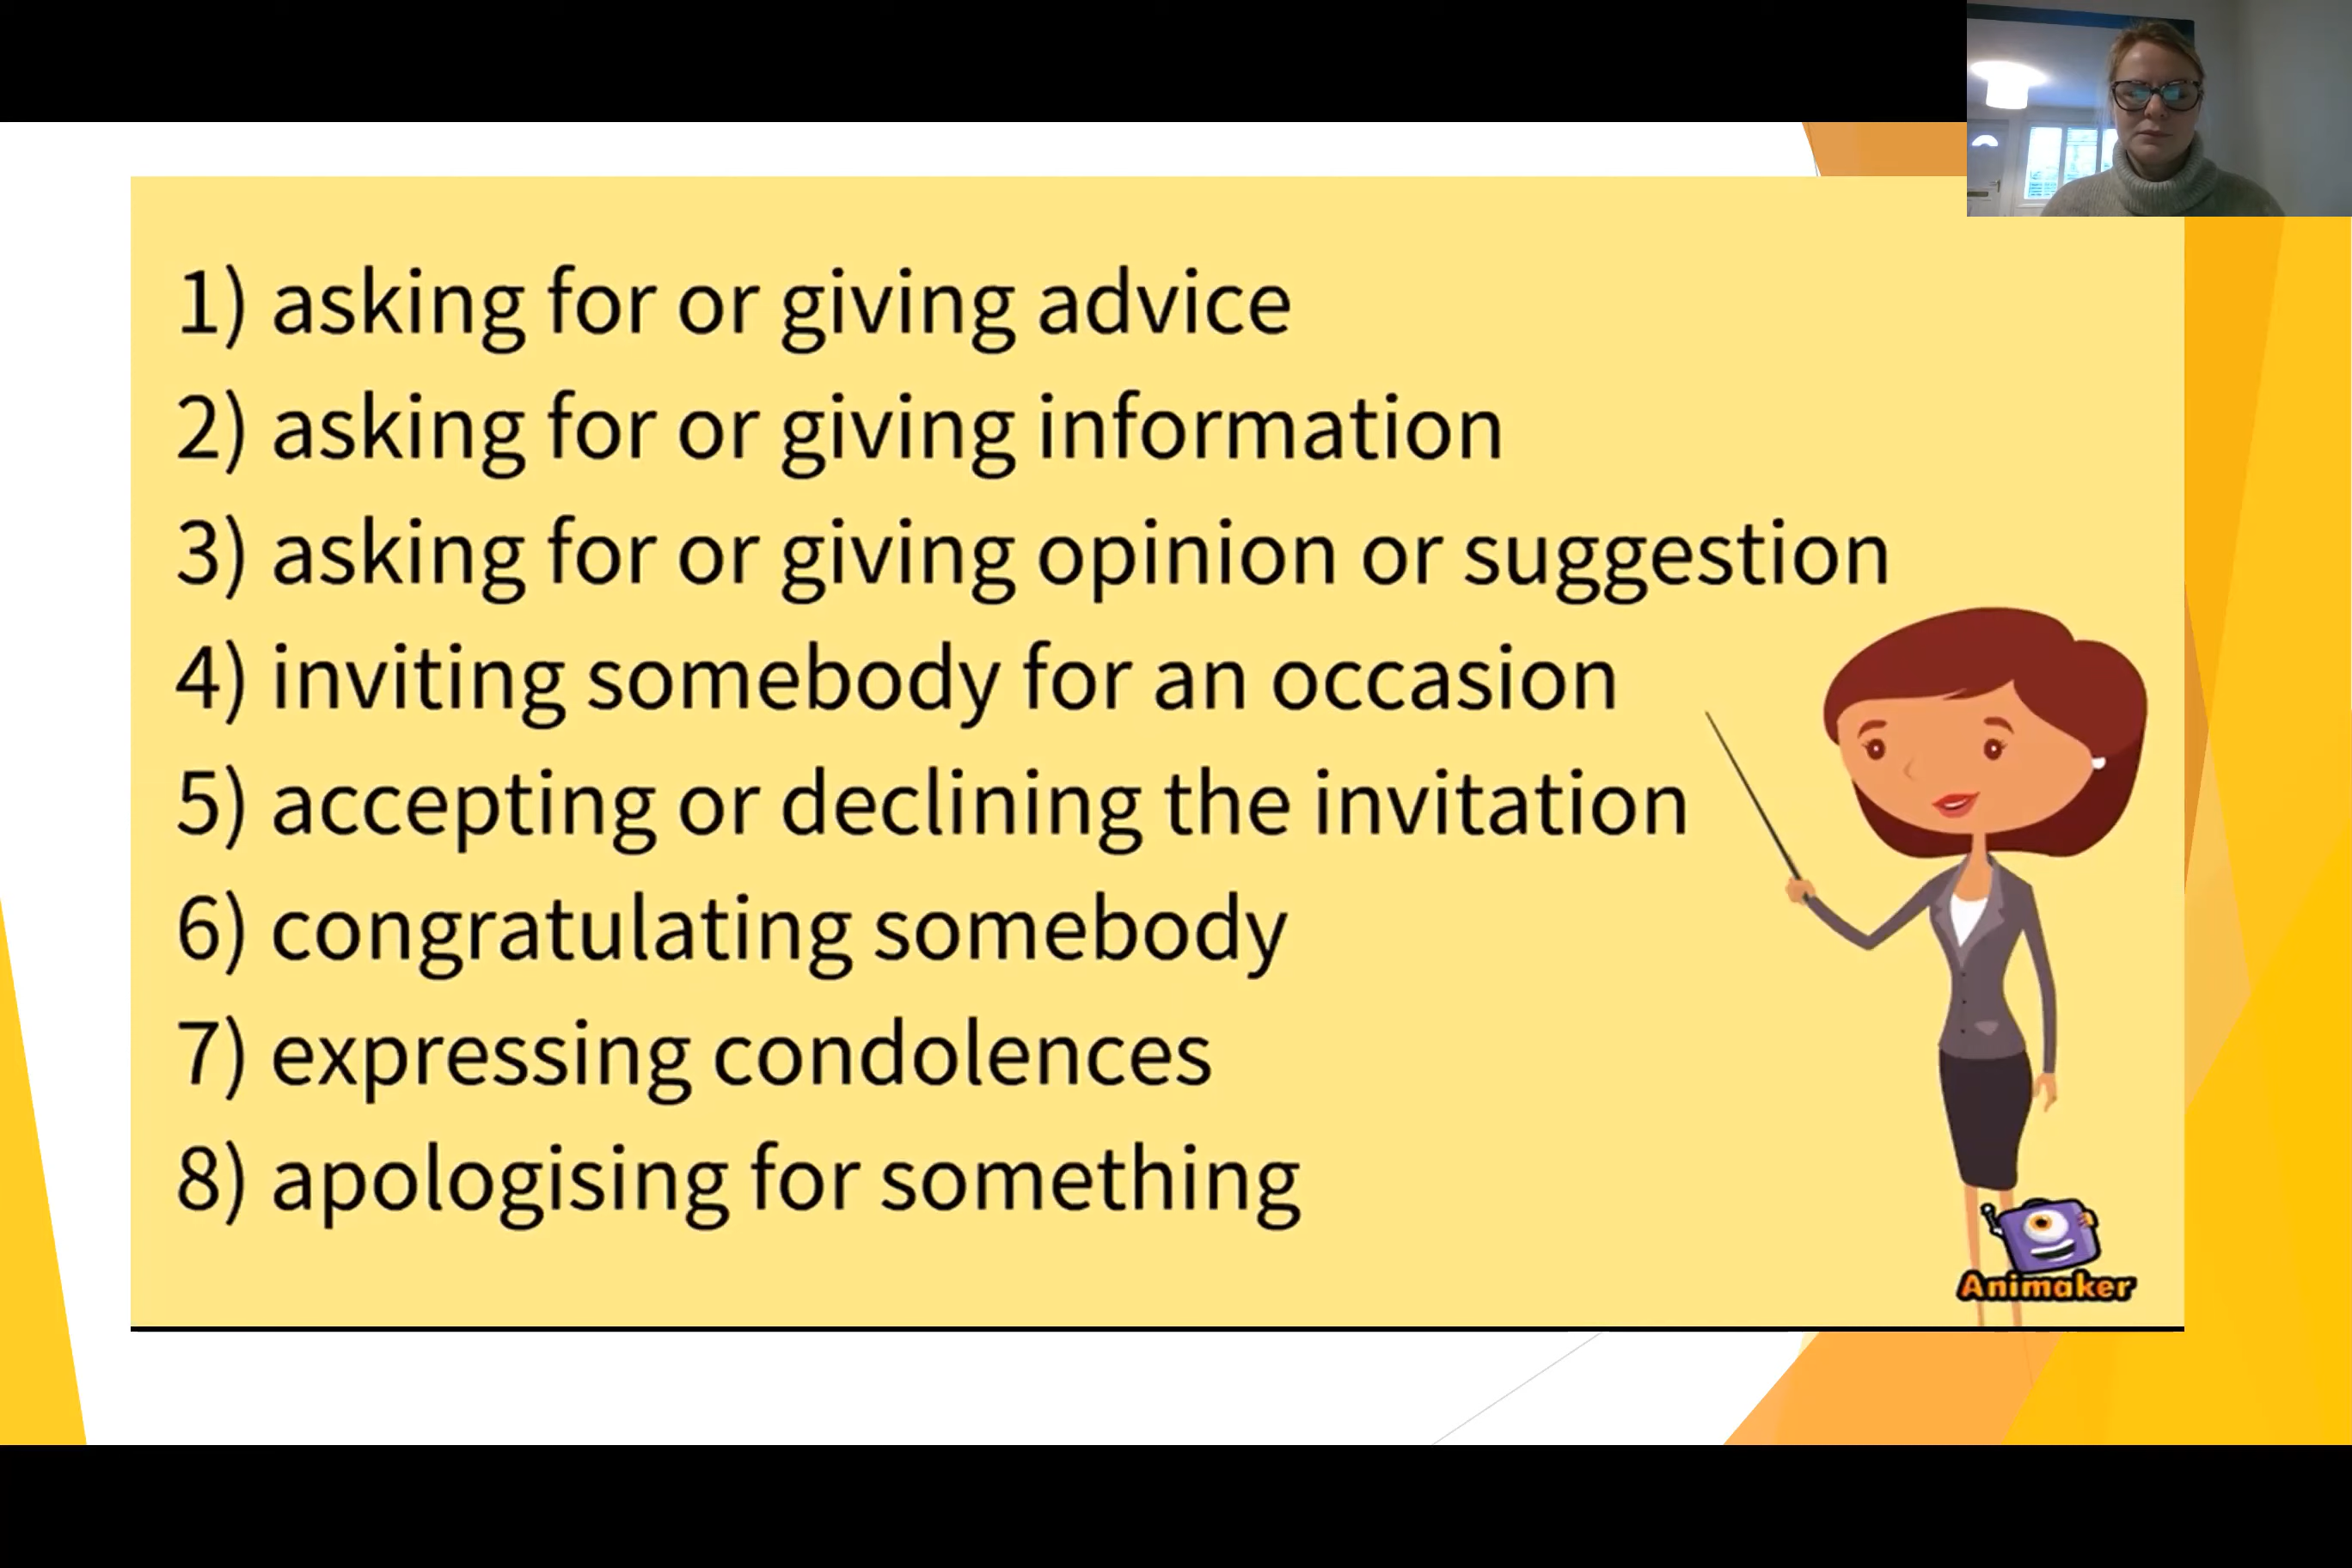 1) asking for or giving advice
2) asking for or giving information
3) asking for or giving opinion or suggestion
4) inviting somebody for an occasion
5) accepting or declining the invitation
6) congratulating somebody
7) expressing condolences
8) apologising for something
Animaker